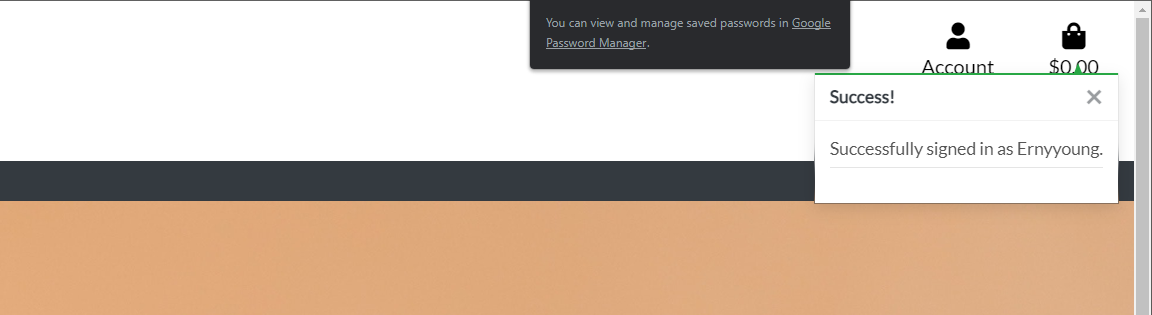 You can view and manage saved passwords in Google
Password Manager.
Account
$0.00
Success!
Successfully signed in as Ernyyoung.